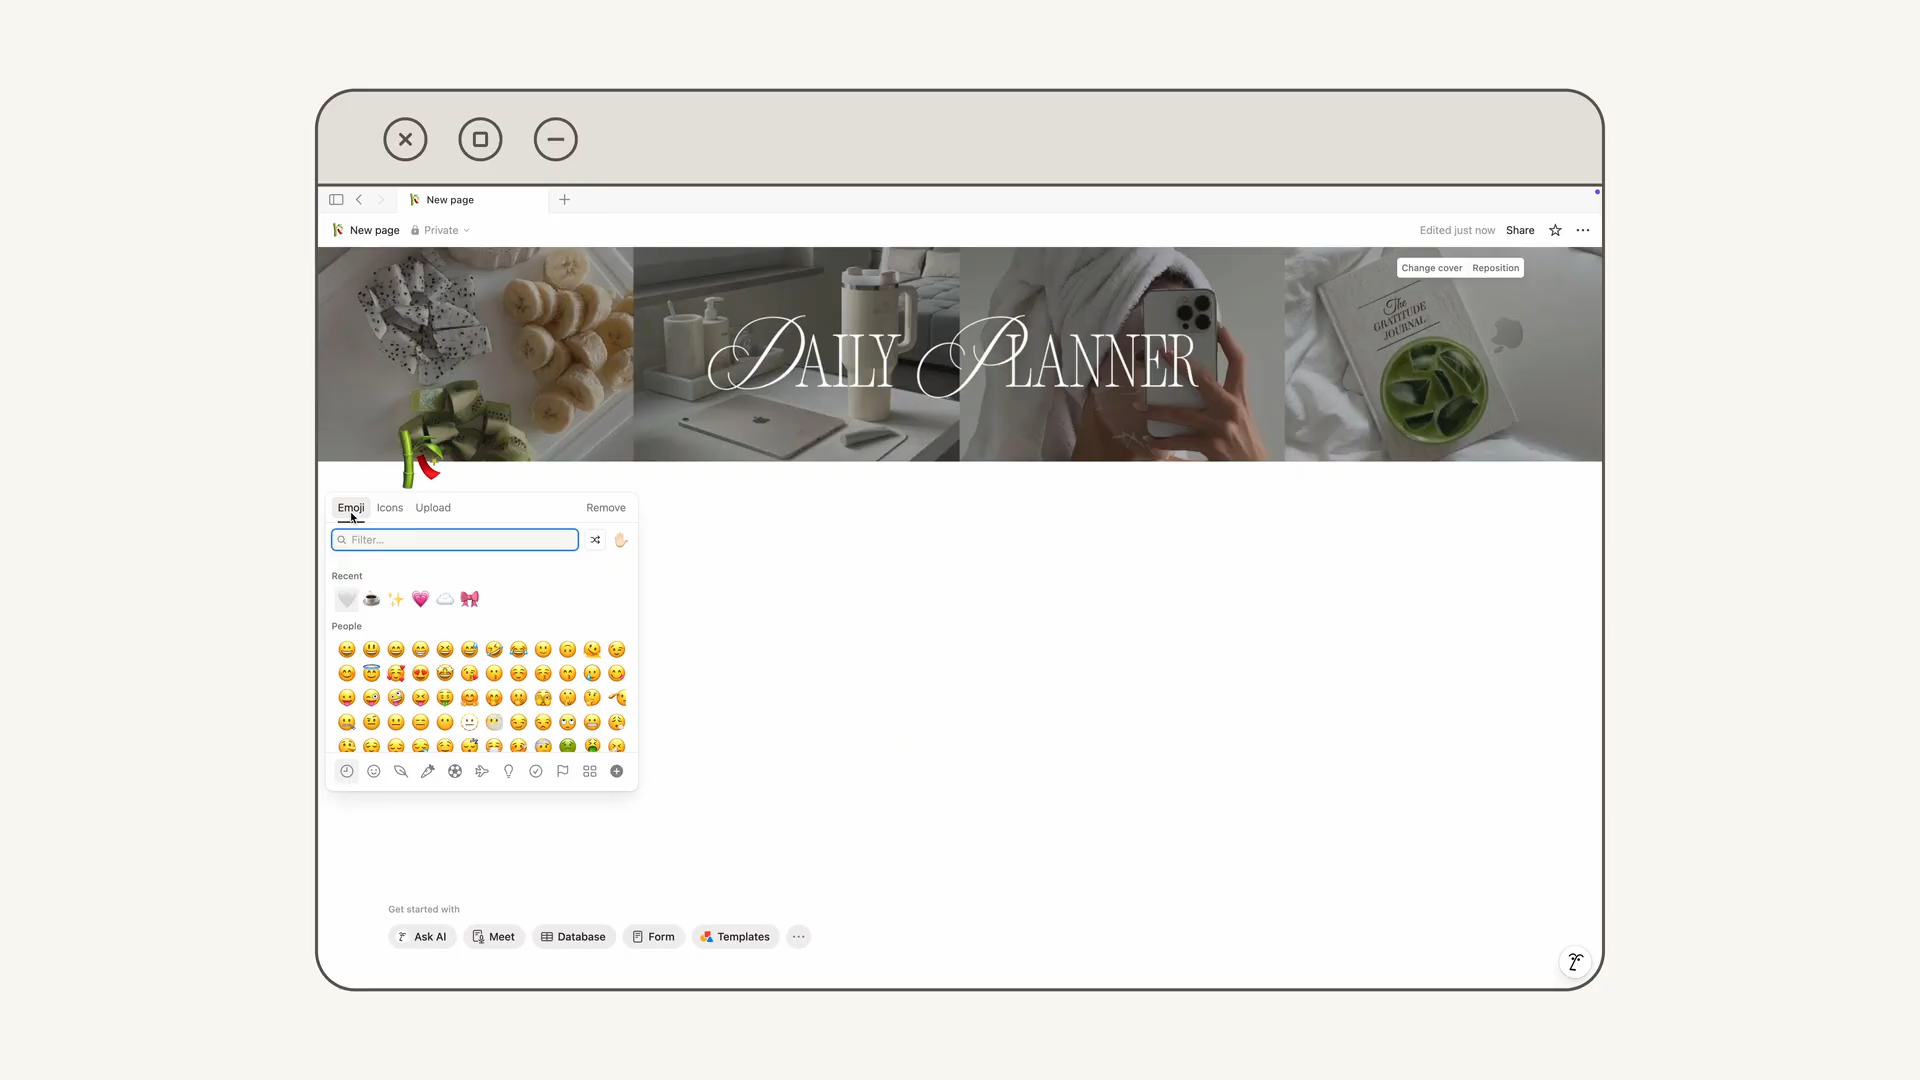 New page
New page Private Edited just now Share
Change cover Reposition
The
GRATITUDE
JOURNAL
DAILY PLANNER
Emoji Icons Upload Remove
Filter...
Recent
People
Get started with
Ask AI Meet Database Form Templates